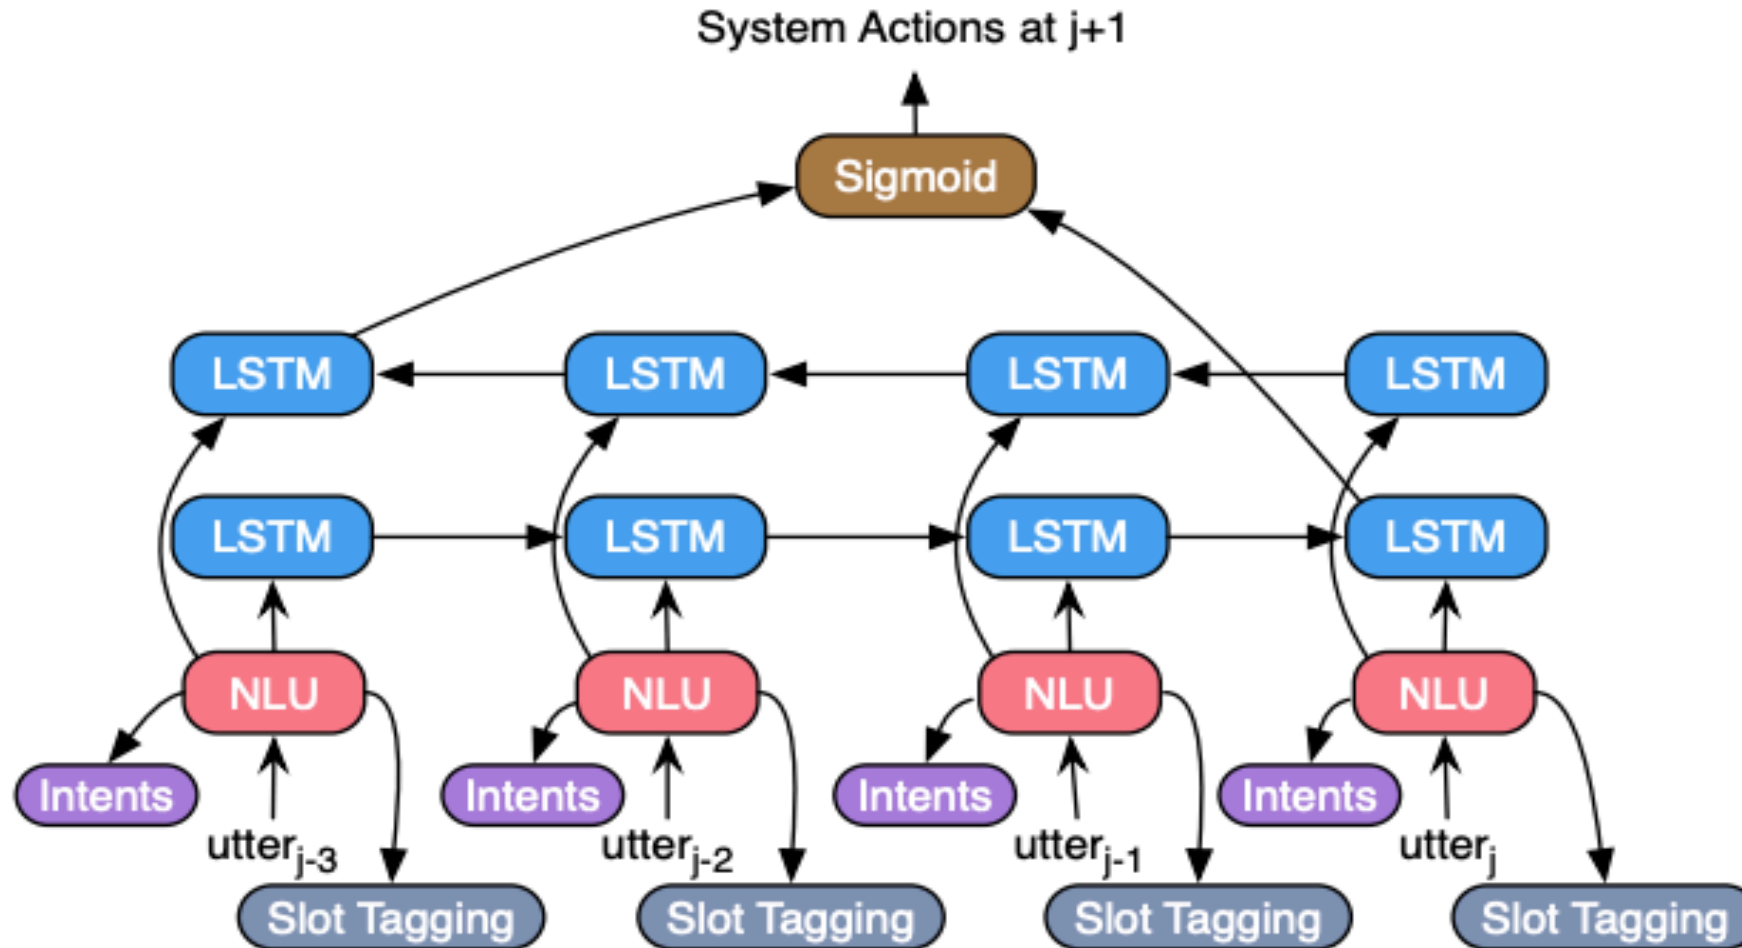 System Actions at j+1
Sigmoid
LSTM LSTM LSTM LSTM
LSTM LSTM LSTM LSTM
NLU NLU NLU NLU
Intents Intents Intents Intents
utterj-3 utterj-2 utterj-1 utterj
Slot Tagging Slot Tagging Slot Tagging Slot Tagging